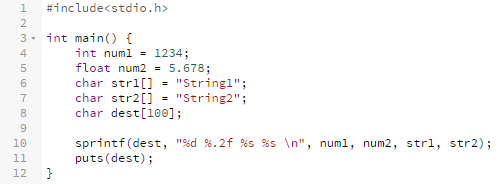 1 #include<stdio.h>
2
3 int main() {
4     int num1 = 1234;
5     float num2 = 5.678;
6     char str1[] = "String1";
7     char str2[] = "String2";
8     char dest[100];
9
10     sprintf(dest, "%d %.2f %s %s \n", num1, num2, str1, str2);
11     puts(dest);
12 }